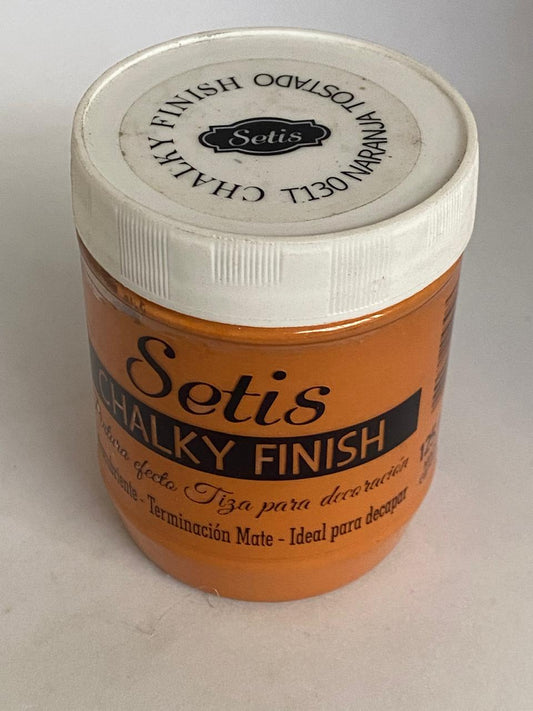 CHALKY FINISH
T130 NARANJA TOSTADO
Setis
Setis
CHALKY FINISH
efecto Tiza para decoración
- Terminación Mate - Ideal para decapar